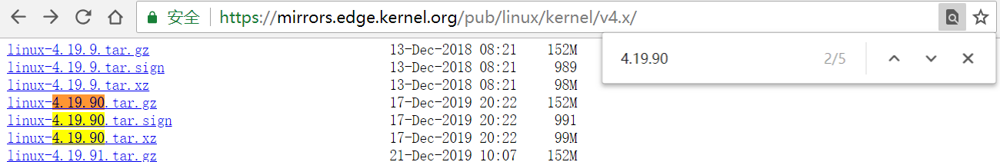 安全 https://mirrors.edge.kernel.org/pub/linux/kernel/v4.x/
4.19.90 2/5
linux-4.19.9.tar.gz 13-Dec-2018 08:21 152M
linux-4.19.9.tar.sign 13-Dec-2018 08:21 989
linux-4.19.9.tar.xz 13-Dec-2018 08:21 98M
linux-4.19.90.tar.gz 17-Dec-2019 20:22 152M
linux-4.19.90.tar.sign 17-Dec-2019 20:22 991
linux-4.19.90.tar.xz 17-Dec-2019 20:22 99M
linux-4.19.91.tar.gz 21-Dec-2019 10:07 152M